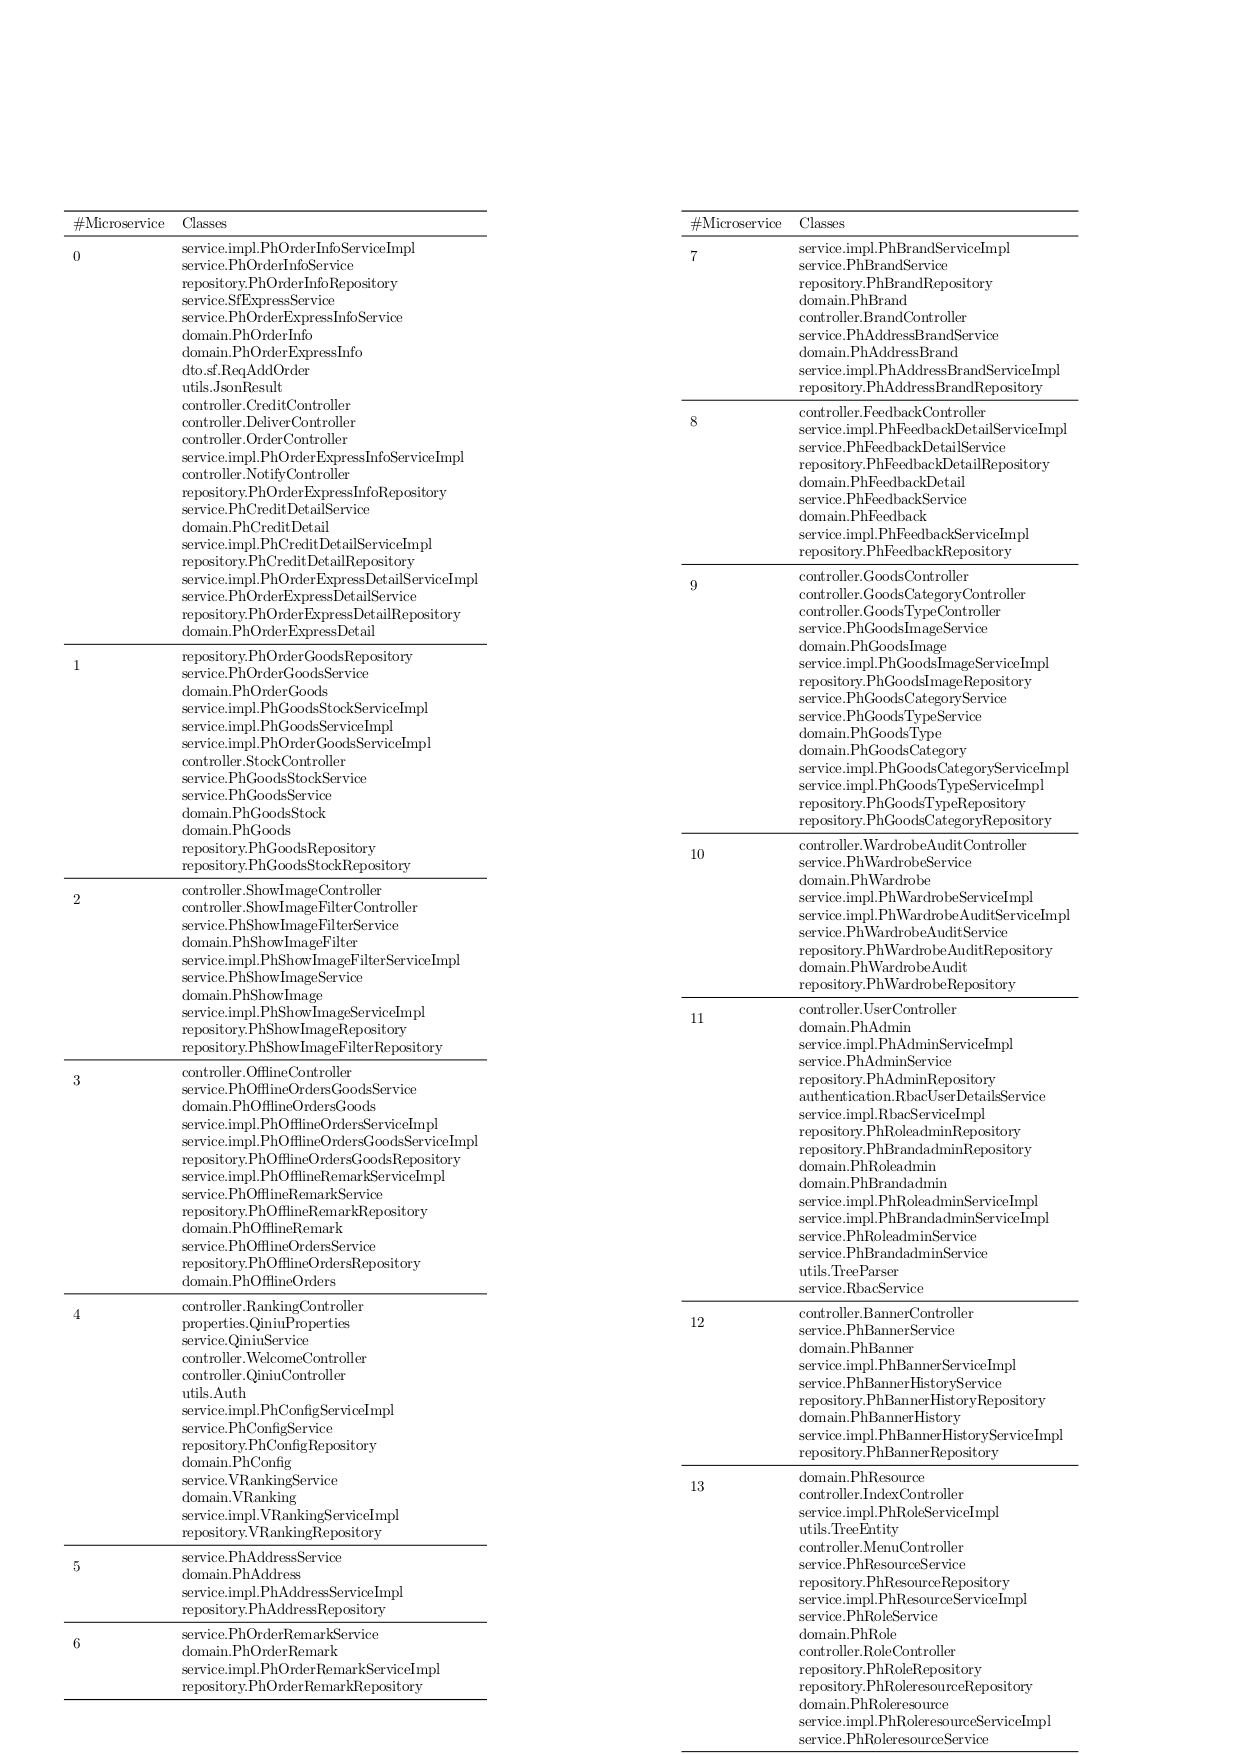 #Microservice Classes
0 service.impl.PhOrderInfoServiceImpl
service.PhOrderInfoService
repository.PhOrderInfoRepository
service.SfExpressService
service.PhOrderExpressInfoService
domain.PhOrderInfo
domain.PhOrderExpressInfo
dto.sf.ReqAddOrder
utils.JsonResult
controller.CreditController
controller.DeliverController
controller.OrderController
service.impl.PhOrderExpressInfoServiceImpl
controller.NotifyController
repository.PhOrderExpressInfoRepository
service.PhCreditDetailService
domain.PhCreditDetail
service.impl.PhCreditDetailServiceImpl
repository.PhCreditDetailRepository
service.impl.PhOrderExpressDetailServiceImpl
service.PhOrderExpressDetailService
repository.PhOrderExpressDetailRepository
domain.PhOrderExpressDetail
1 repository.PhOrderGoodsRepository
service.PhOrderGoodsService
domain.PhOrderGoods
service.impl.PhGoodsStockServiceImpl
service.impl.PhGoodsServiceImpl
service.impl.PhOrderGoodsServiceImpl
controller.StockController
service.PhGoodsStockService
service.PhGoodsService
domain.PhGoodsStock
domain.PhGoods
repository.PhGoodsRepository
repository.PhGoodsStockRepository
2 controller.ShowImageController
controller.ShowImageFilterController
service.PhShowImageFilterService
domain.PhShowImageFilter
service.impl.PhShowImageFilterServiceImpl
service.PhShowImageService
domain.PhShowImage
service.impl.PhShowImageServiceImpl
repository.PhShowImageRepository
repository.PhShowImageFilterRepository
3 controller.OfflineController
service.PhOfflineOrdersGoodsService
domain.PhOfflineOrdersGoods
service.impl.PhOfflineOrdersServiceImpl
service.impl.PhOfflineOrdersGoodsServiceImpl
repository.PhOfflineOrdersGoodsRepository
service.impl.PhOfflineRemarkServiceImpl
service.PhOfflineRemarkService
repository.PhOfflineRemarkRepository
domain.PhOfflineRemark
service.PhOfflineOrdersService
repository.PhOfflineOrdersRepository
domain.PhOfflineOrders
4 controller.RankingController
properties.QiniuProperties
service.QiniuService
controller.WelcomeController
controller.QiniuController
utils.Auth
service.impl.PhConfigServiceImpl
service.PhConfigService
repository.PhConfigRepository
domain.PhConfig
service.VRankingService
domain.VRanking
service.impl.VRankingServiceImpl
repository.VRankingRepository
5 service.PhAddressService
domain.PhAddress
service.impl.PhAddressServiceImpl
repository.PhAddressRepository
6 service.PhOrderRemarkService
domain.PhOrderRemark
service.impl.PhOrderRemarkServiceImpl
repository.PhOrderRemarkRepository
#Microservice Classes
7 service.impl.PhBrandServiceImpl
service.PhBrandService
repository.PhBrandRepository
domain.PhBrand
controller.BrandController
service.PhAddressBrandService
domain.PhAddressBrand
service.impl.PhAddressBrandServiceImpl
repository.PhAddressBrandRepository
8 controller.FeedbackController
service.impl.PhFeedbackDetailServiceImpl
service.PhFeedbackDetailService
repository.PhFeedbackDetailRepository
domain.PhFeedbackDetail
service.PhFeedbackService
domain.PhFeedback
service.impl.PhFeedbackServiceImpl
repository.PhFeedbackRepository
9 controller.GoodsController
controller.GoodsCategoryController
controller.GoodsTypeController
service.PhGoodsImageService
domain.PhGoodsImage
service.impl.PhGoodsImageServiceImpl
repository.PhGoodsImageRepository
service.PhGoodsCategoryService
service.PhGoodsTypeService
domain.PhGoodsType
domain.PhGoodsCategory
service.impl.PhGoodsCategoryServiceImpl
service.impl.PhGoodsTypeServiceImpl
repository.PhGoodsTypeRepository
repository.PhGoodsCategoryRepository
10 controller.WardrobeAuditController
service.PhWardrobeService
domain.PhWardrobe
service.impl.PhWardrobeServiceImpl
service.impl.PhWardrobeAuditServiceImpl
service.PhWardrobeAuditService
repository.PhWardrobeAuditRepository
domain.PhWardrobeAudit
repository.PhWardrobeRepository
11 controller.UserController
domain.PhAdmin
service.impl.PhAdminServiceImpl
service.PhAdminService
repository.PhAdminRepository
authentication.RbacUserDetailsService
service.impl.RbacServiceImpl
repository.PhRoleadminRepository
repository.PhBrandadminRepository
domain.PhRoleadmin
domain.PhBrandadmin
service.impl.PhRoleadminServiceImpl
service.impl.PhBrandadminServiceImpl
service.PhRoleadminService
service.PhBrandadminService
utils.TreeParser
service.RbacService
12 controller.BannerController
service.PhBannerService
domain.PhBanner
service.impl.PhBannerServiceImpl
service.PhBannerHistoryService
repository.PhBannerHistoryRepository
domain.PhBannerHistory
service.impl.PhBannerHistoryServiceImpl
repository.PhBannerRepository
13 domain.PhResource
controller.IndexController
service.impl.PhRoleServiceImpl
utils.TreeEntity
controller.MenuController
service.PhResourceService
repository.PhResourceRepository
service.impl.PhResourceServiceImpl
service.PhRoleService
domain.PhRole
controller.RoleController
repository.PhRoleRepository
repository.PhRoleresourceRepository
domain.PhRoleresource
service.impl.PhRoleresourceServiceImpl
service.PhRoleresourceService